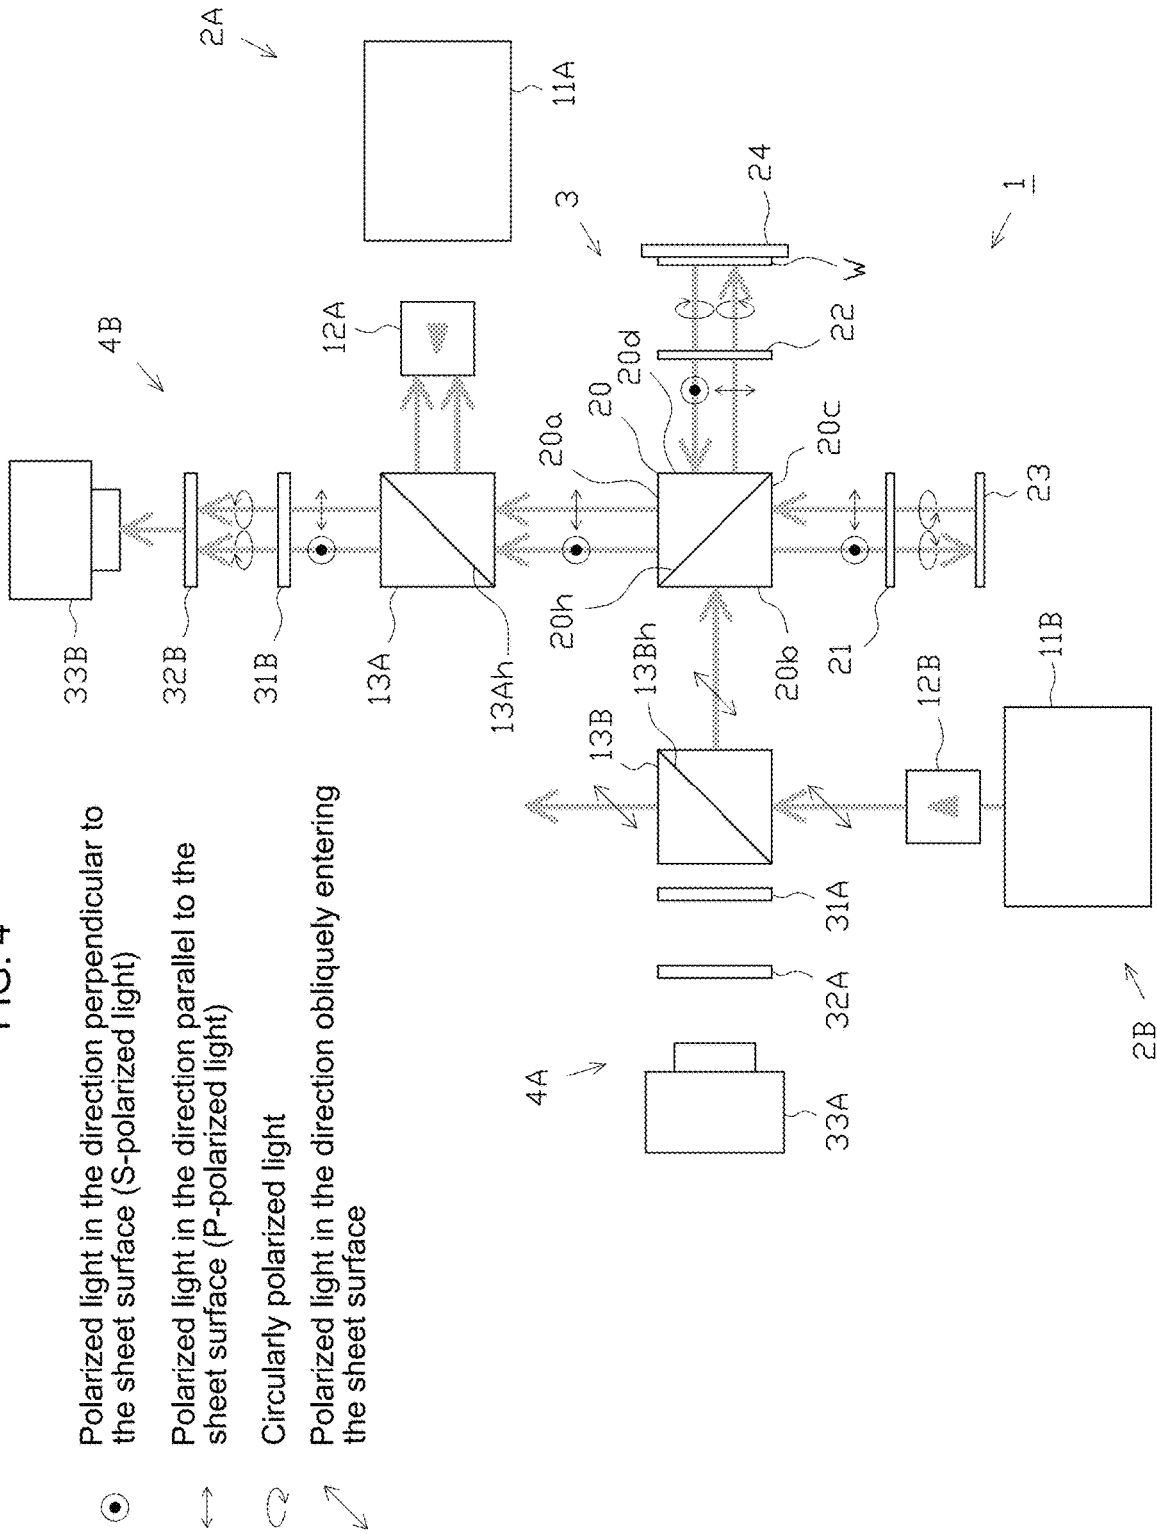 FIG. 4
Polarized light in the direction perpendicular to
the sheet surface (S-polarized light)
Polarized light in the direction parallel to the
sheet surface (P-polarized light)
Circularly polarized light
Polarized light in the direction obliquely entering
the sheet surface
4A
33A
32A
31A
13B
13Bh
2B
11B
12B
33B
32B
31B
13A
13Ah
20h
20b
21
23
4B
12A
20a
20
20d
20c
22
3
24
W
2A
11A
1